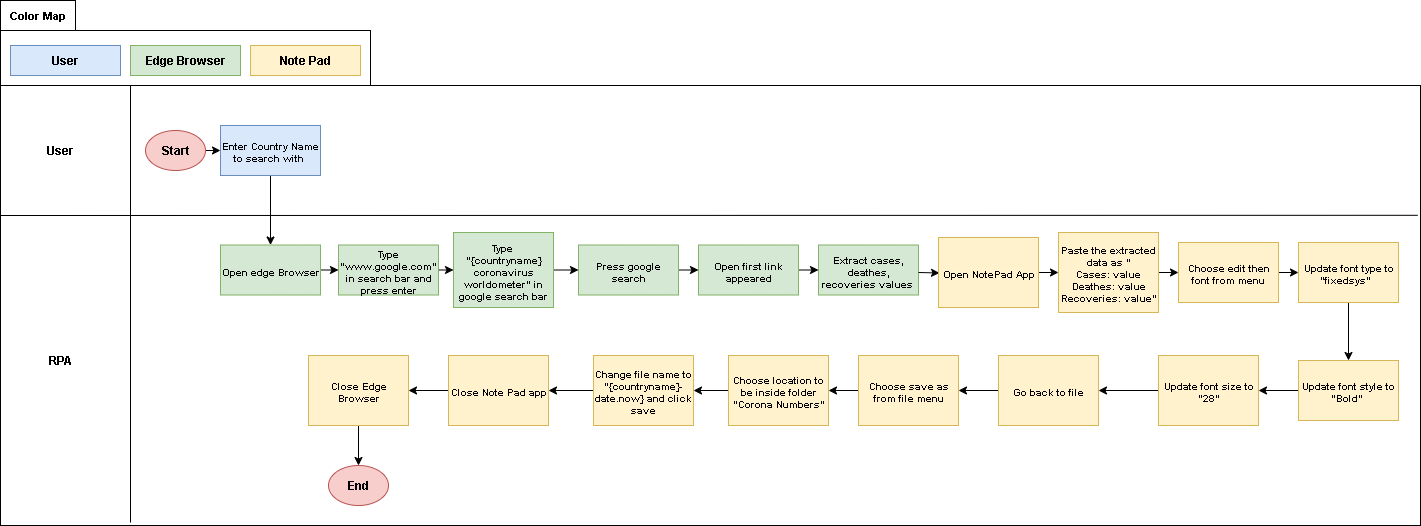 Color Map
User
Edge Browser
Note Pad
User
Start
Enter Country Name
to search with
RPA
Open edge Browser
Type
"www.google.com"
in search bar and
press enter
Type
"{countryname}
coronavirus
worldometer" in
google search bar
Press google
search
Open first link
appeared
Extract cases,
deathes,
recoveries values
Open NotePad App
Paste the extracted
data as "
Cases: value
Deathes: value
Recoveries: value"
Choose edit then
font from menu
Update font type to
"fixedsys"
Update font style to
"Bold"
Update font size to
"28"
Go back to file
Choose save as
from file menu
Choose location to
be inside folder
"Corona Numbers"
Change file name to
"{countryname}-
date.now} and click
save
Close Note Pad app
Close Edge
Browser
End